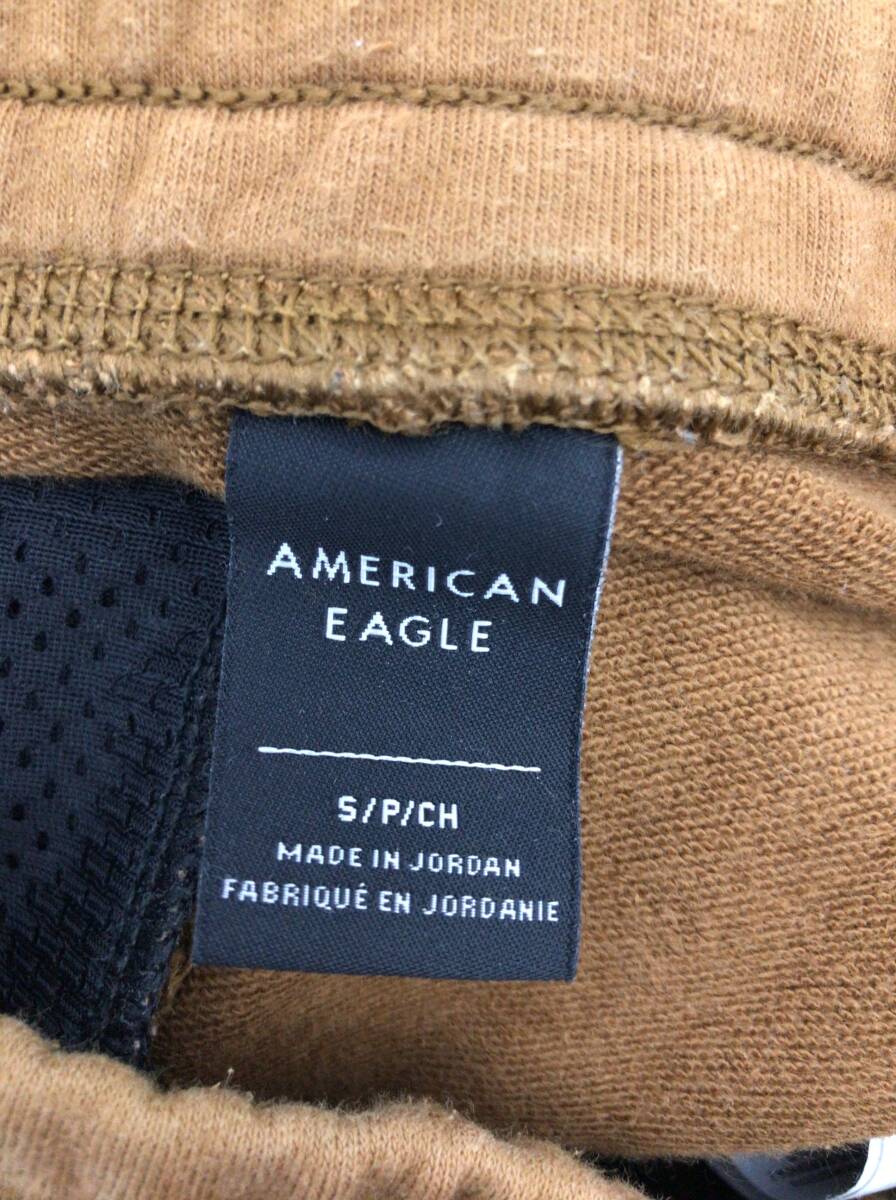 AMERICAN
EAGLE
S/P/CH
MADE IN JORDAN
FABRIQUÉ EN JORDANIE